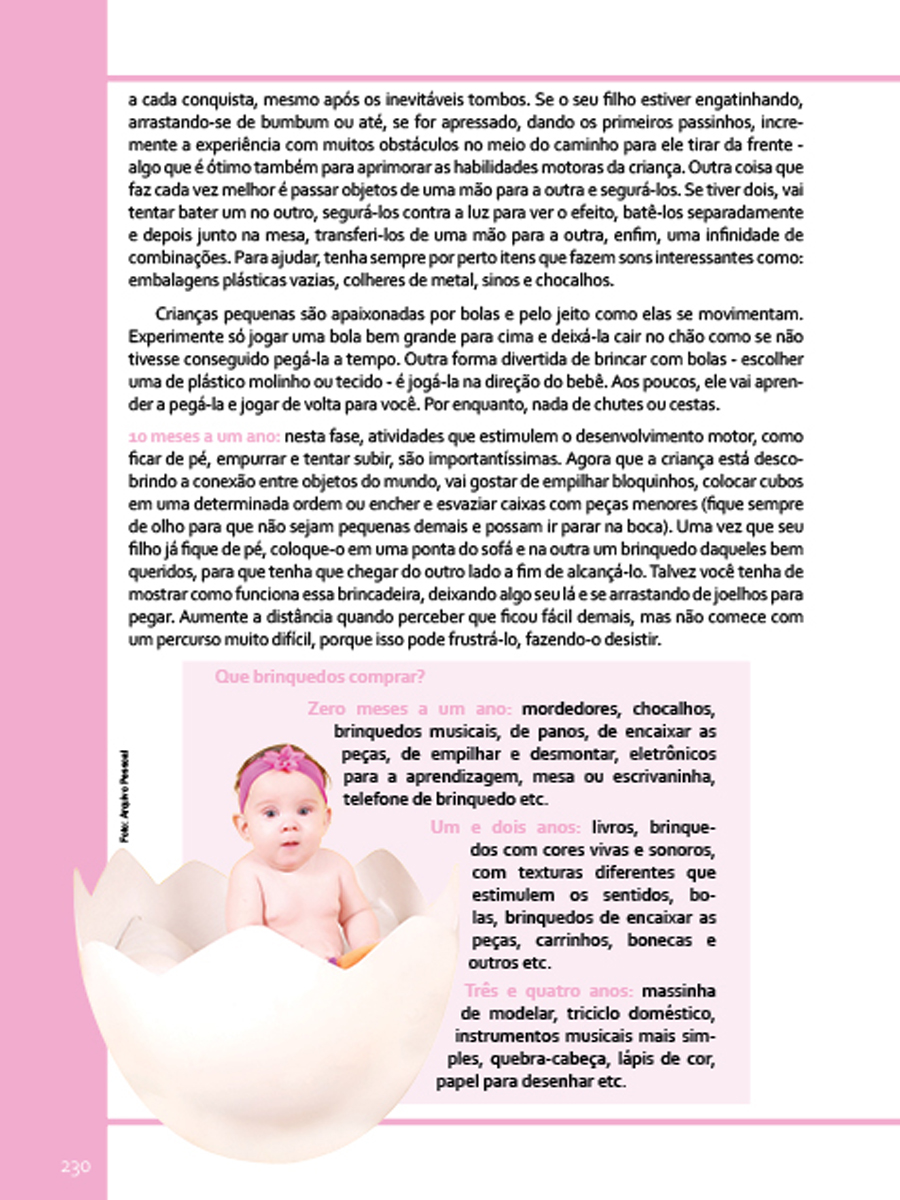 a cada conquista, mesmo após os inevitáveis tombos. Se o seu filho estiver engatinhando,
arrastando-se de bumbum ou até, se for apressado, dando os primeiros passinhos, incre-
mente a experiência com muitos obstáculos no meio do caminho para ele tirar da frente -
algo que é ótimo também para aprimorar as habilidades motoras da criança. Outra coisa que
faz cada vez melhor é passar objetos de uma mão para a outra e segurá-los. Se tiver dois, vai
tentar bater um no outro, segurá-los contra a luz para ver o efeito, batê-los separadamente
e depois junto na mesa, transferi-los de uma mão para a outra, enfim, uma infinidade de
combinações. Para ajudar, tenha sempre por perto itens que fazem sons interessantes como:
embalagens plásticas vazias, colheres de metal, sinos e chocalhos.
Crianças pequenas são apaixonadas por bolas e pelo jeito como elas se movimentam.
Experimente só jogar uma bola bem grande para cima e deixá-la cair no chão como se não
tivesse conseguido pegá-la a tempo. Outra forma divertida de brincar com bolas - escolher
uma de plástico molinho ou tecido - é jogá-la na direção do bebê. Aos poucos, ele vai apren-
der a pegá-la e jogar de volta para você. Por enquanto, nada de chutes ou cestas.
10 meses a um ano: nesta fase, atividades que estimulem o desenvolvimento motor, como
ficar de pé, empurrar e tentar subir, são importantíssimas. Agora que a criança está desco-
brindo a conexão entre objetos do mundo, vai gostar de empilhar bloquinhos, colocar cubos
em uma determinada ordem ou encher e esvaziar caixas com peças menores (fique sempre
de olho para que não sejam pequenas demais e possam ir parar na boca). Uma vez que seu
filho já fique de pé, coloque-o em uma ponta do sofá e na outra um brinquedo daqueles bem
queridos, para que tenha que chegar do outro lado a fim de alcançá-lo. Talvez você tenha de
mostrar como funciona essa brincadeira, deixando algo seu lá e se arrastando de joelhos para
pegar. Aumente a distância quando perceber que ficou fácil demais, mas não comece com
um percurso muito difícil, porque isso pode frustrá-lo, fazendo-o desistir.
Que brinquedos comprar?
Zero meses a um ano: mordedores, chocalhos,
brinquedos musicais, de panos, de encaixar as
peças, de empilhar e desmontar, eletrônicos
para a aprendizagem, mesa ou escrivaninha,
telefone de brinquedo etc.
Um e dois anos: livros, brinque-
dos com cores vivas e sonoros,
com texturas diferentes que
estimulem os sentidos, bo-
las, brinquedos de encaixar as
peças, carrinhos, bonecas e
outros etc.
Três e quatro anos: massinha
de modelar, triciclo doméstico,
instrumentos musicais mais sim-
ples, quebra-cabeça, lápis de cor,
papel para desenhar etc.
Foto: Arquivo Pessoal
230